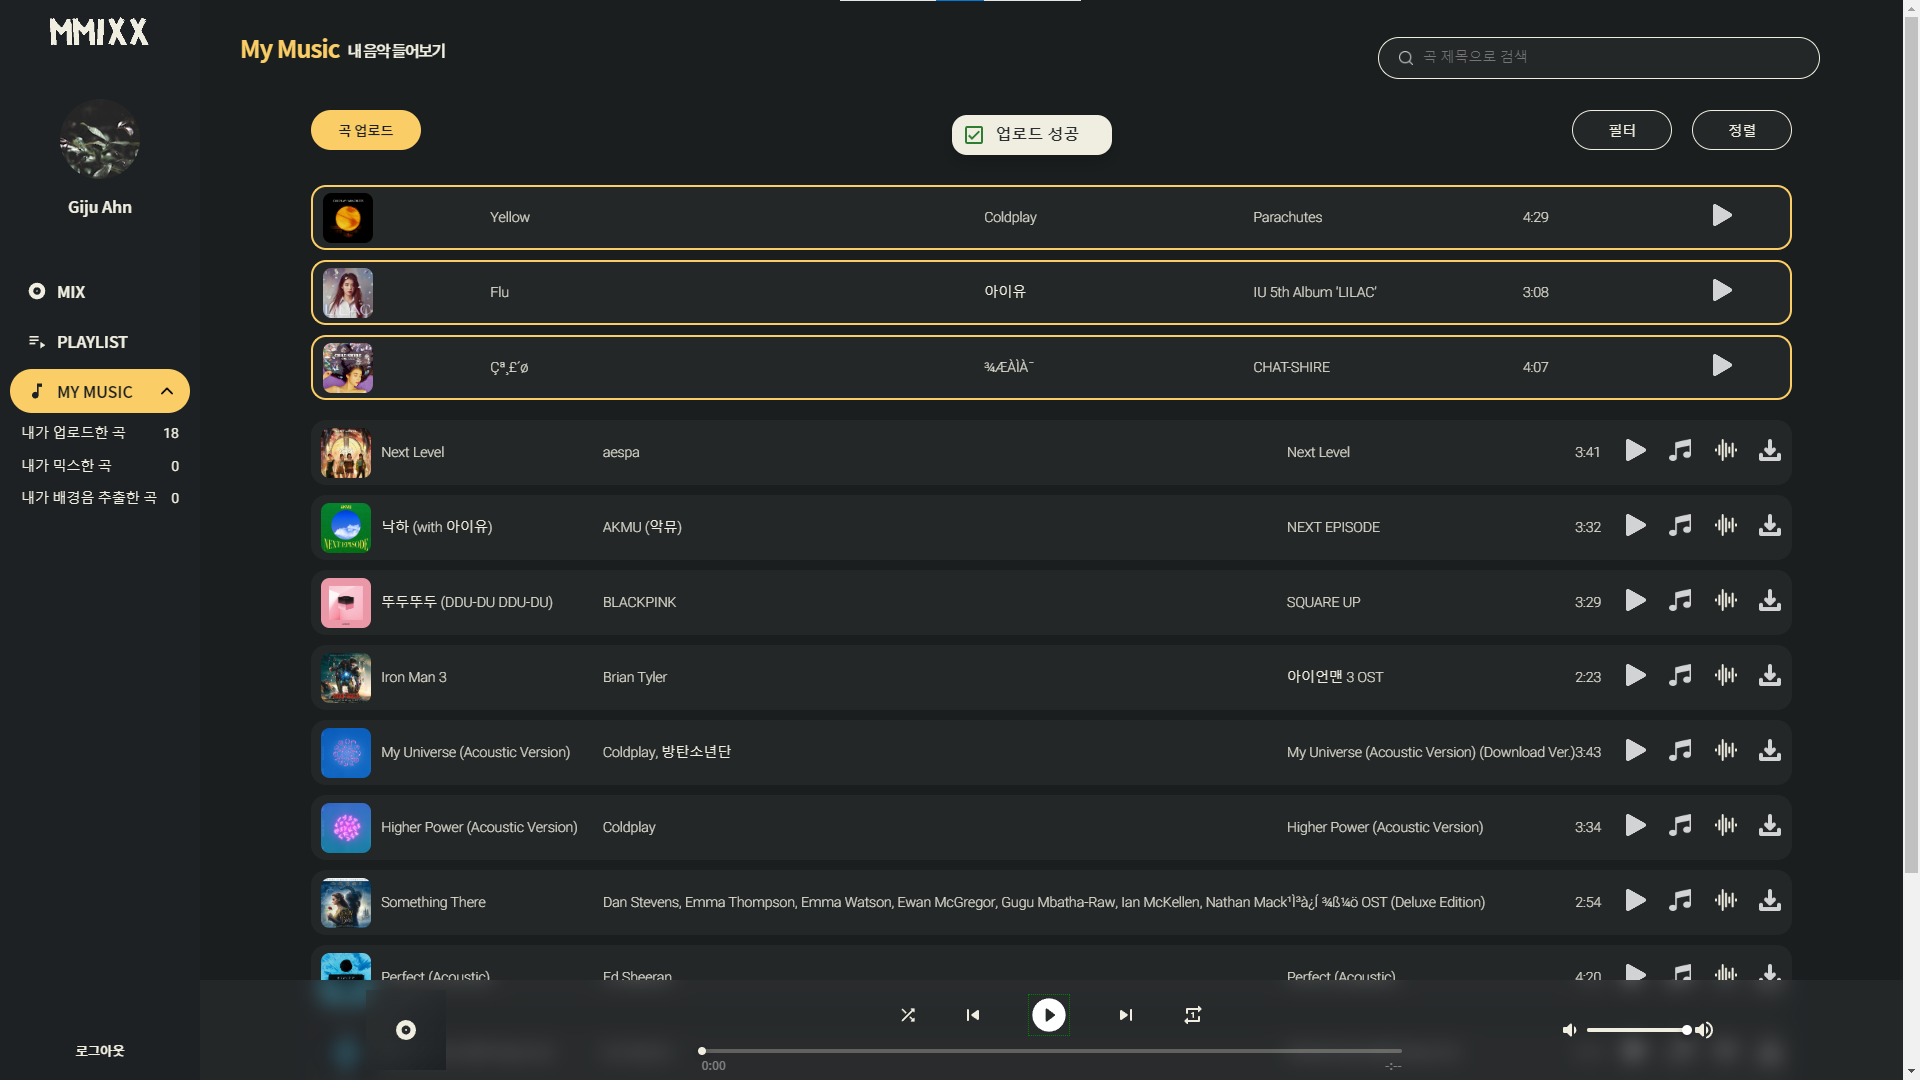 MMIXX
Giju Ahn
MIX
PLAYLIST
MY MUSIC
내가 업로드한 곡 18
내가 믹스한 곡 0
내가 배경음 추출한 곡 0
로그아웃
My Music 내 음악 들어보기
곡 제목으로 검색
곡 업로드
업로드 성공
필터
정렬
Yellow Coldplay Parachutes 4:29
Flu 아이유 IU 5th Album 'LILAC' 3:08
Çª¸£´ø ¾ÆÀÌÀ¯ CHAT-SHIRE 4:07
Next Level aespa Next Level 3:41
낙하 (with 아이유) AKMU (악뮤) NEXT EPISODE 3:32
뚜두뚜두 (DDU-DU DDU-DU) BLACKPINK SQUARE UP 3:29
Iron Man 3 Brian Tyler 아이언맨 3 OST 2:23
My Universe (Acoustic Version) Coldplay, 방탄소년단 My Universe (Acoustic Version) (Download Ver.) 3:43
Higher Power (Acoustic Version) Coldplay Higher Power (Acoustic Version) 3:34
Something There Dan Stevens, Emma Thompson, Emma Watson, Ewan McGregor, Gugu Mbatha-Raw, Ian McKellen, Nathan Mack¹Ì³à¿Í ¾ß¼ö OST (Deluxe Edition) 2:54
Perfect (Acoustic) Ed Sheeran Perfect (Acoustic) 4:20
0:00 -:--